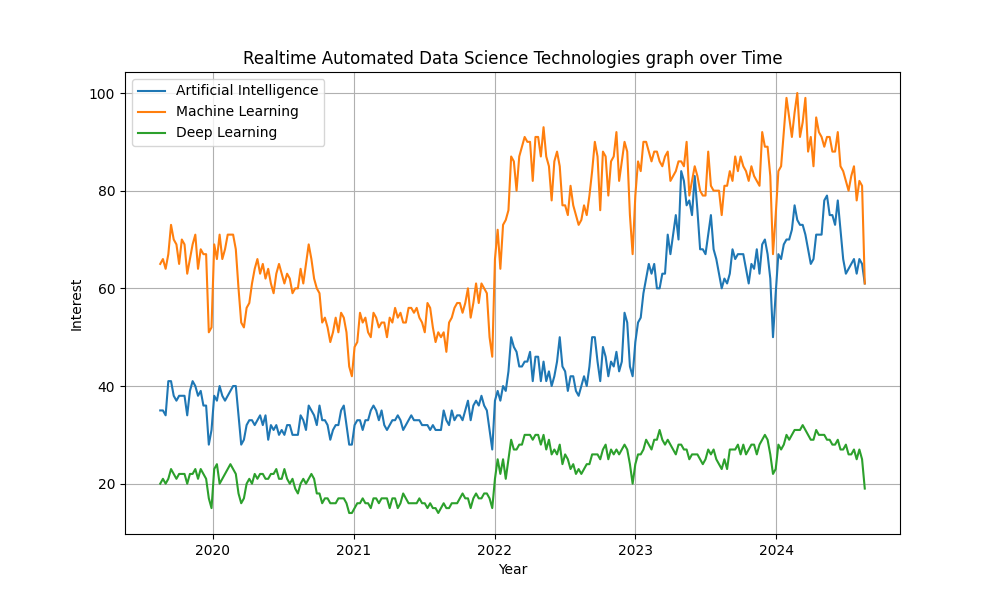 Realtime Automated Data Science Technologies graph over Time
Artificial Intelligence
Machine Learning
Deep Learning
100
80
60
40
20
Interest
2020 2021 2022 2023 2024
Year